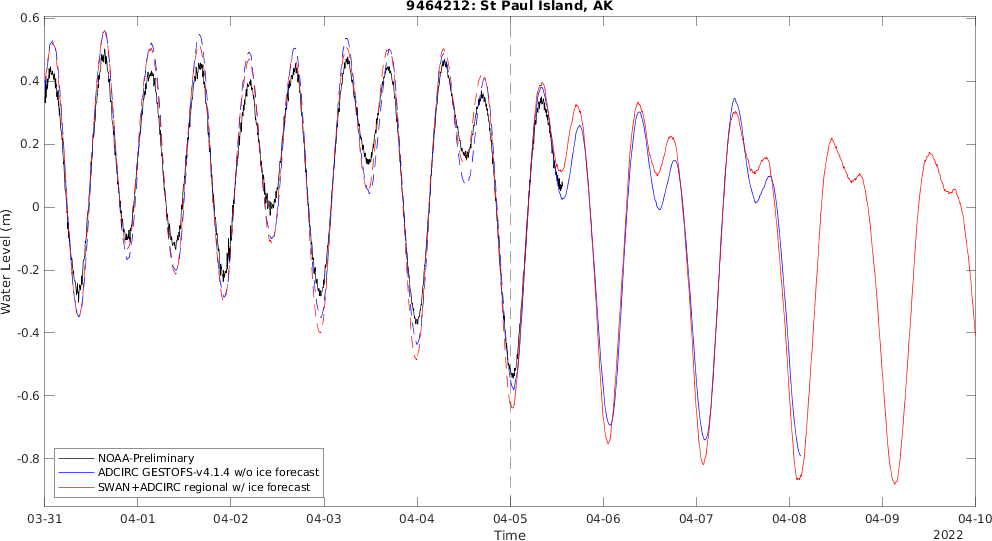 9464212: St Paul Island, AK
0.6
0.4
0.2
0
-0.2
-0.4
-0.6
-0.8
Water Level (m)
NOAA-Preliminary
ADCIRC GESTOFS-v4.1.4 w/o ice forecast
SWAN+ADCIRC regional w/ ice forecast
03-31 04-01 04-02 04-03 04-04 04-05 04-06 04-07 04-08 04-09 04-10
Time
2022